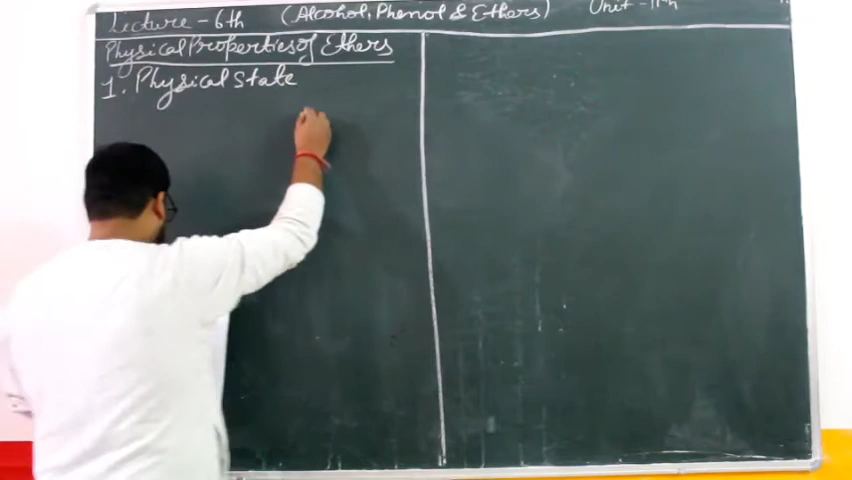 Lecture - 6th (Alcohol, Phenol & Ethers) Unit - 11th
Physical Properties of Ethers
1. Physical State